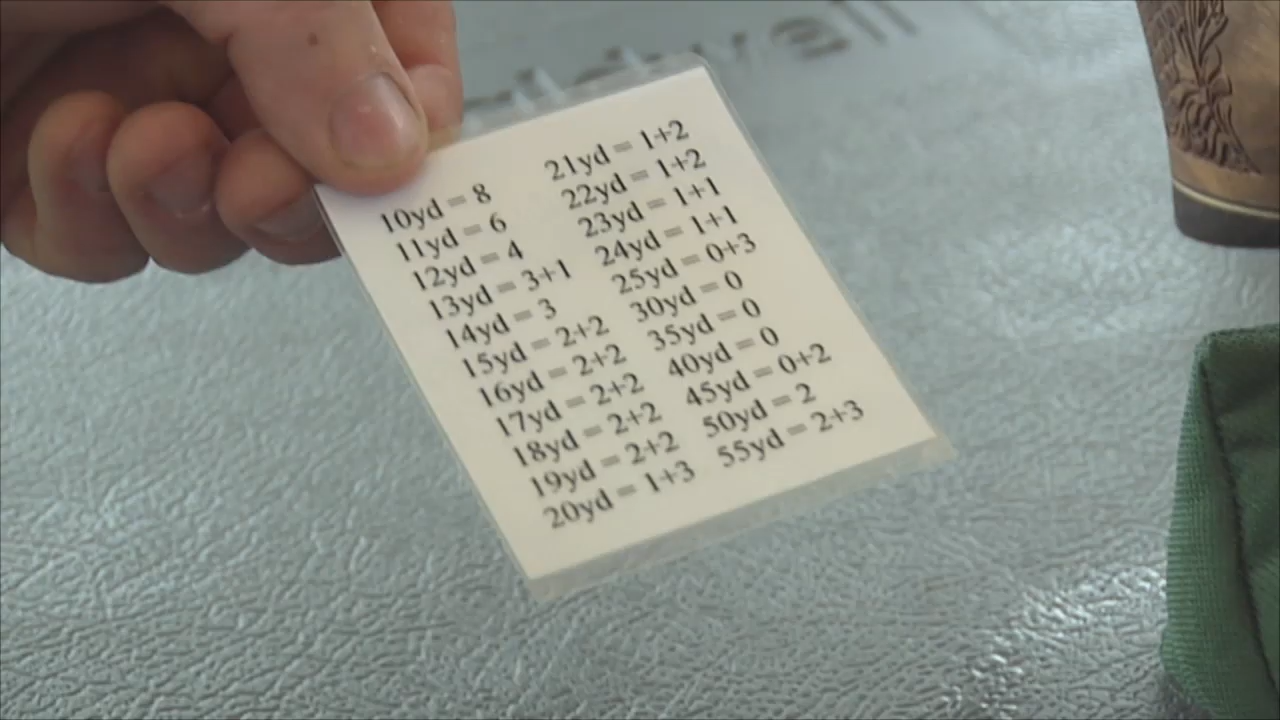 10yd = 8
11yd = 6
12yd = 4
13yd = 3+1
14yd = 3
15yd = 2+2
16yd = 2+2
17yd = 2+2
18yd = 2+2
19yd = 2+2
20yd = 1+3
21yd = 1+2
22yd = 1+2
23yd = 1+1
24yd = 1+1
25yd = 0+3
30yd = 0
35yd = 0
40yd = 0
45yd = 0+2
50yd = 2
55yd = 2+3